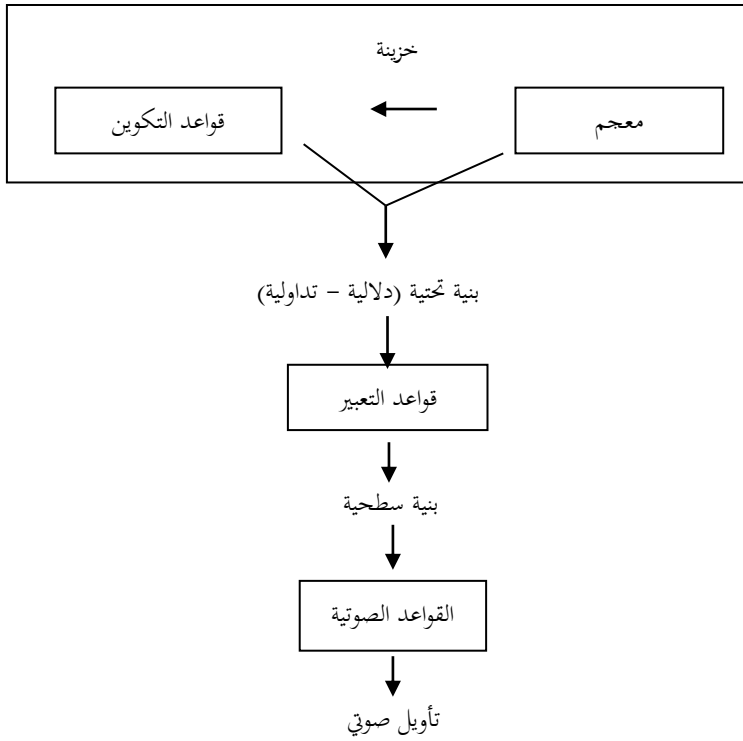 خزينة
معجم
قواعد التكوين
بنية تحتية (دلالية – تداولية)
قواعد التعبير
بنية سطحية
القواعد الصوتية
تأويل صوتي